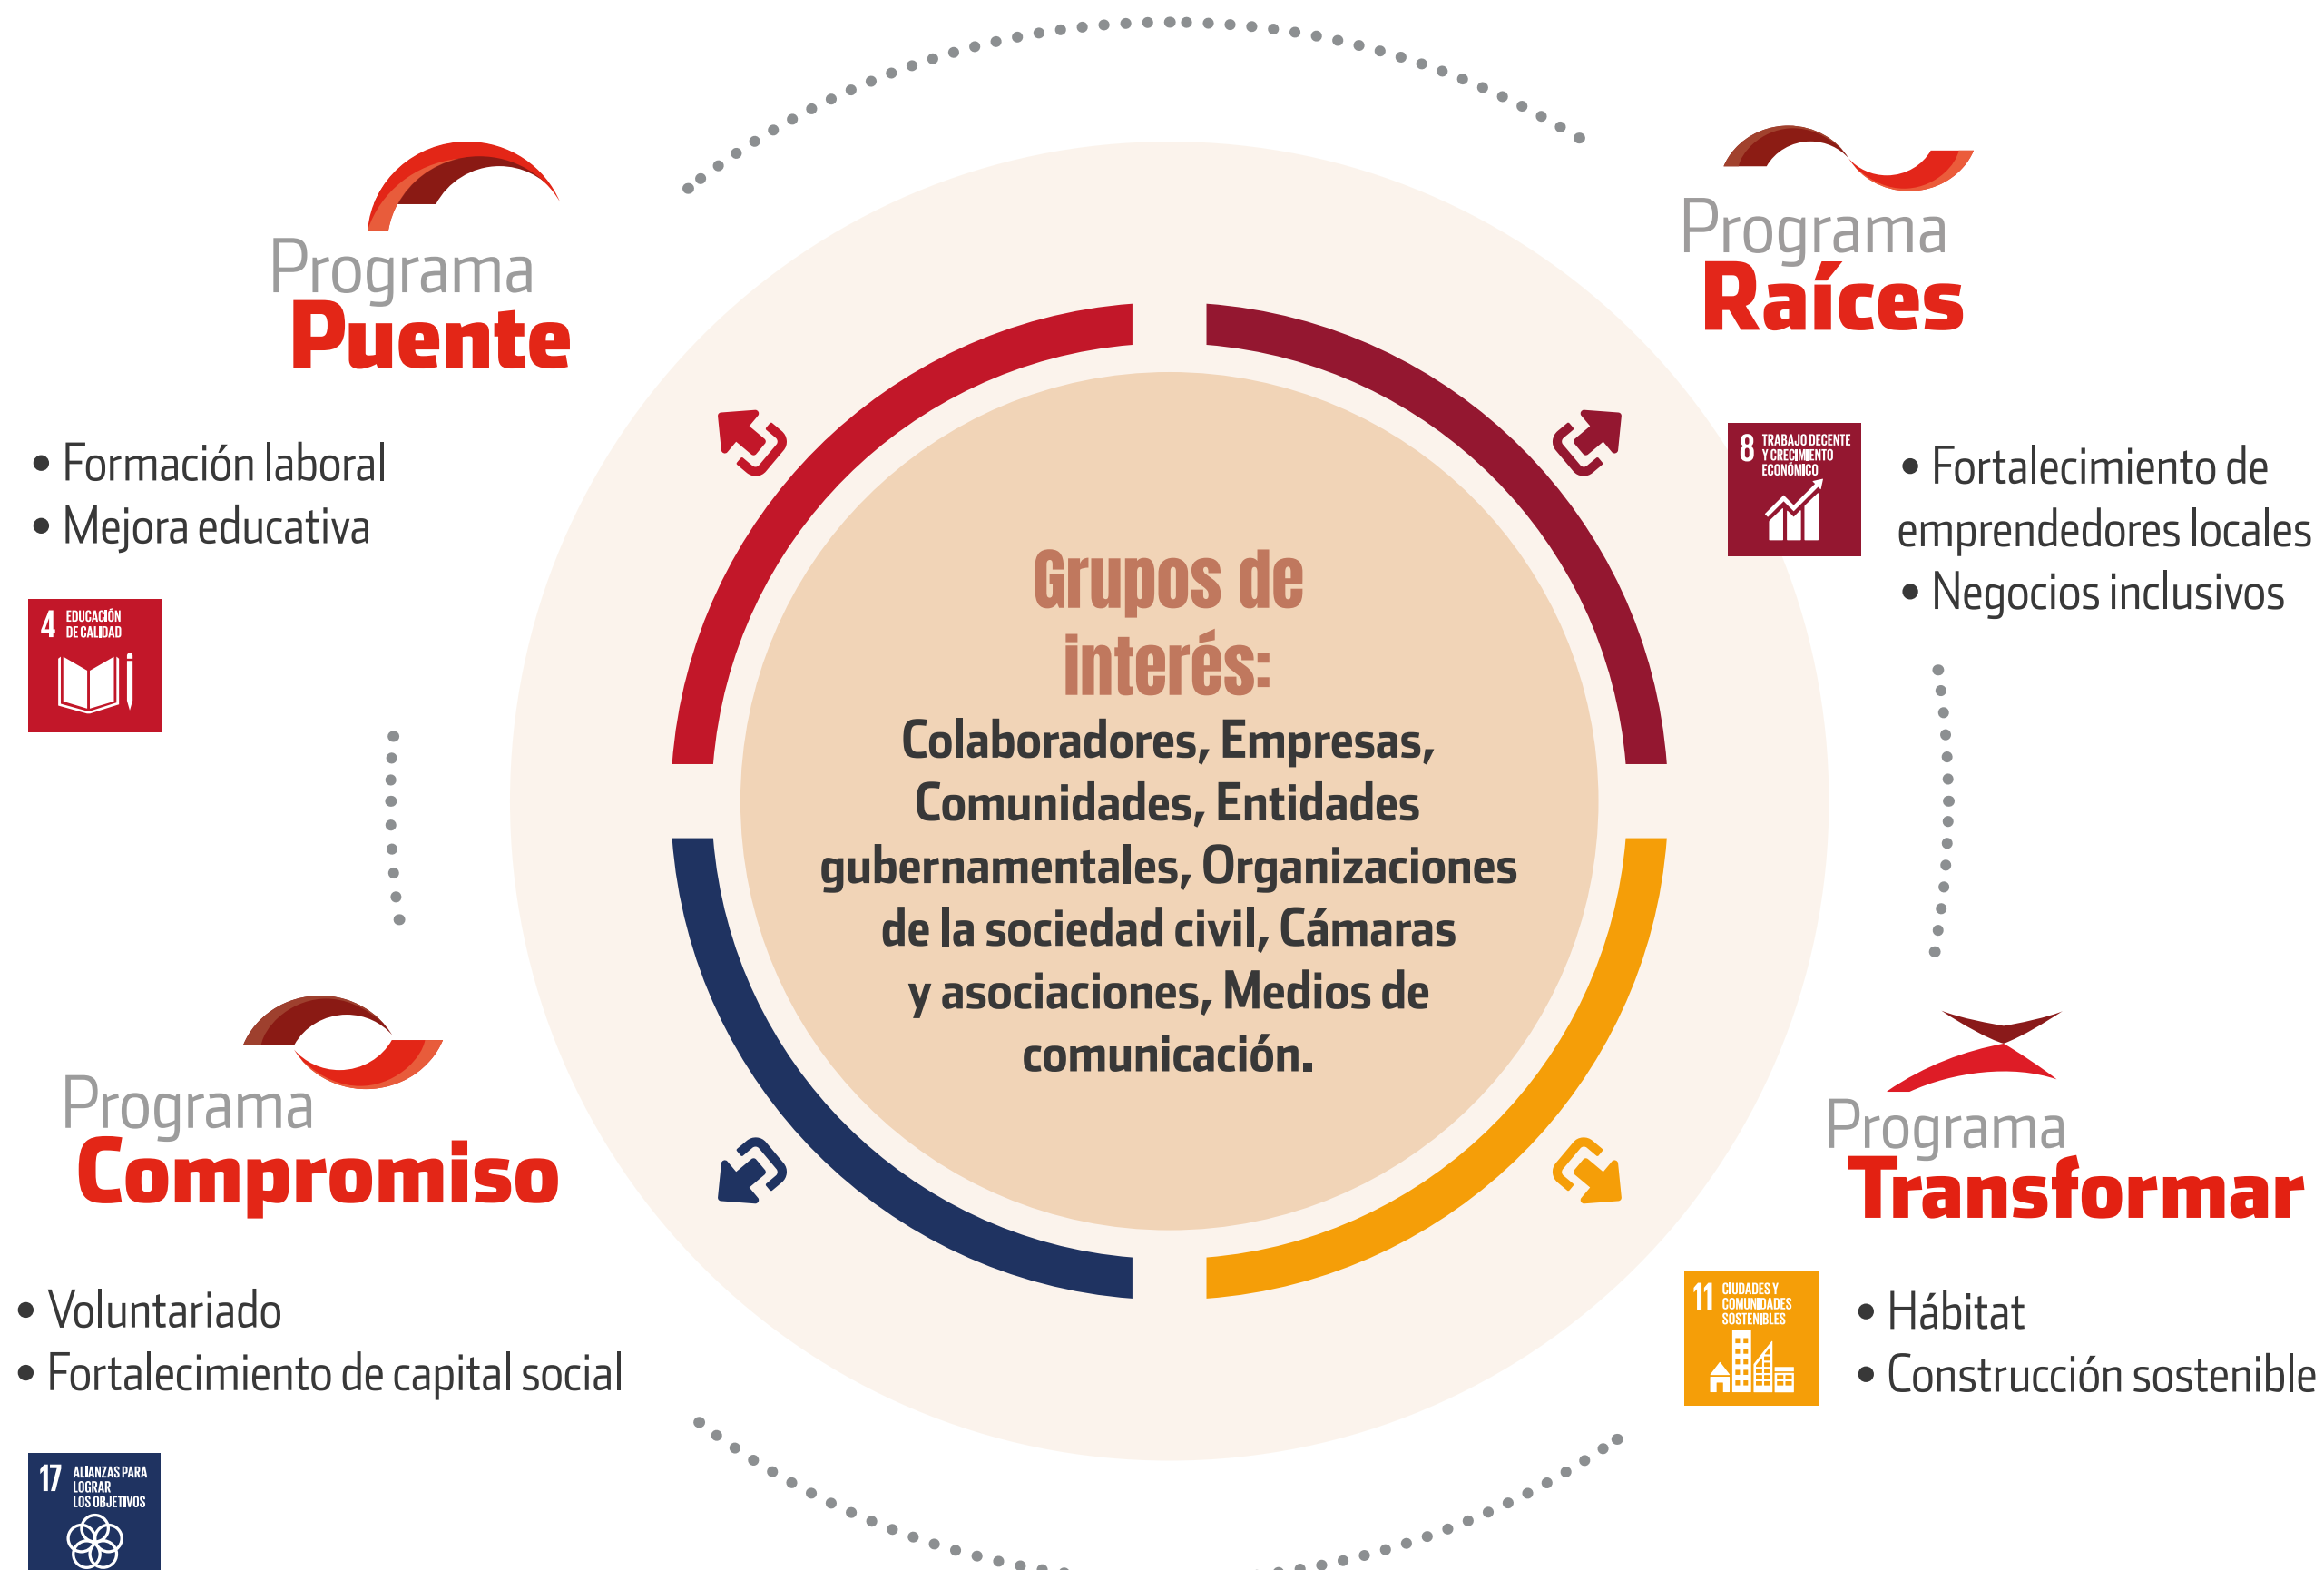 Programa
Puente
• Formación laboral
• Mejora educativa
4 EDUCACIÓN
DE CALIDAD
Programa
Raíces
8 TRABAJO DECENTE
Y CRECIMIENTO
ECONÓMICO
• Fortalecimiento de
emprendedores locales
• Negocios inclusivos
Grupos de
interés:
Colaboradores, Empresas,
Comunidades, Entidades
gubernamentales, Organizaciones
de la sociedad civil, Cámaras
y asociaciones, Medios de
comunicación.
Programa
Compromiso
• Voluntariado
• Fortalecimiento de capital social
17 ALIANZAS PARA
LOGRAR
LOS OBJETIVOS
Programa
Transformar
11 CIUDADES Y
COMUNIDADES
SOSTENIBLES
• Hábitat
• Construcción sostenible